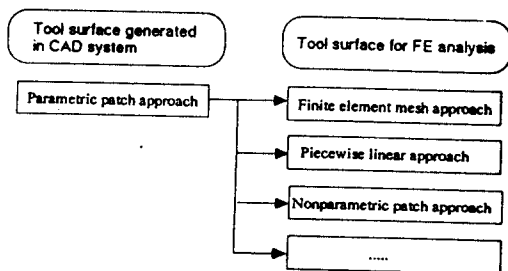 Tool surface generated
in CAD system
Tool surface for FE analysis
Parametric patch approach
Finite element mesh approach
Piecewise linear approach
Nonparametric patch approach
.....